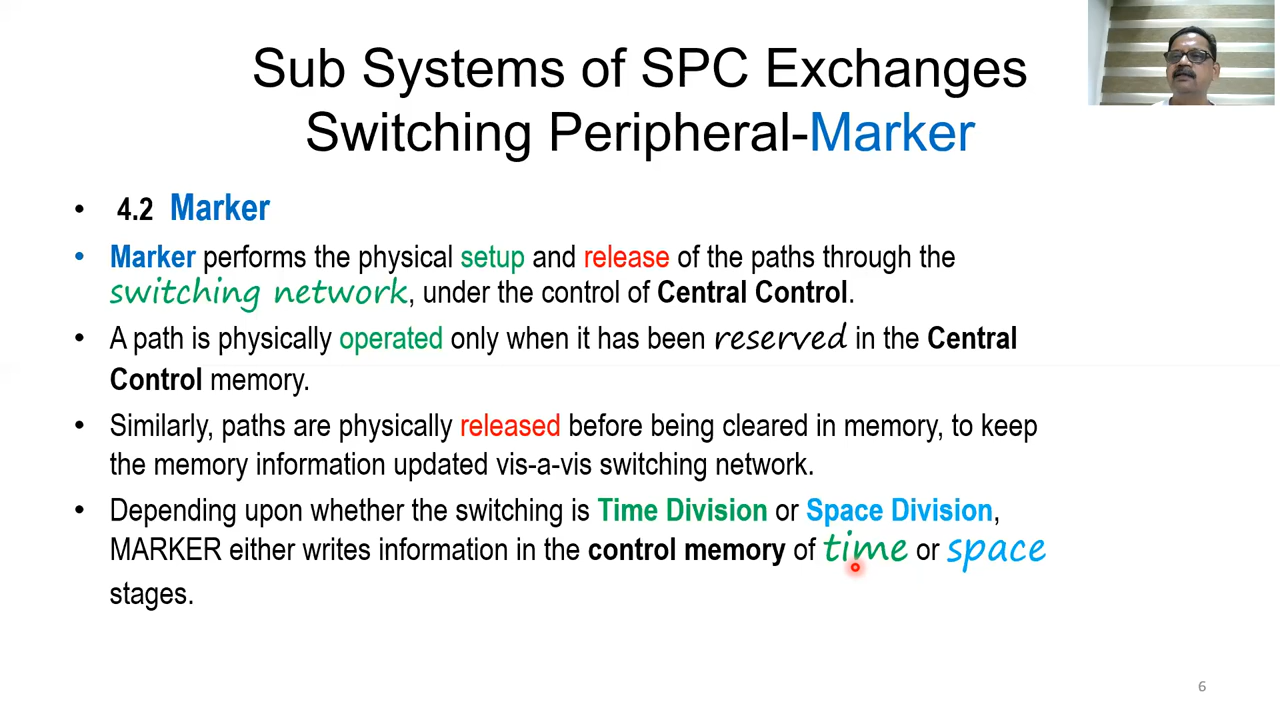 Sub Systems of SPC Exchanges
Switching Peripheral-Marker
• 4.2 Marker
• Marker performs the physical setup and release of the paths through the
switching network, under the control of Central Control.
• A path is physically operated only when it has been reserved in the Central
Control memory.
• Similarly, paths are physically released before being cleared in memory, to keep
the memory information updated vis-a-vis switching network.
• Depending upon whether the switching is Time Division or Space Division,
MARKER either writes information in the control memory of time or space
stages.
6